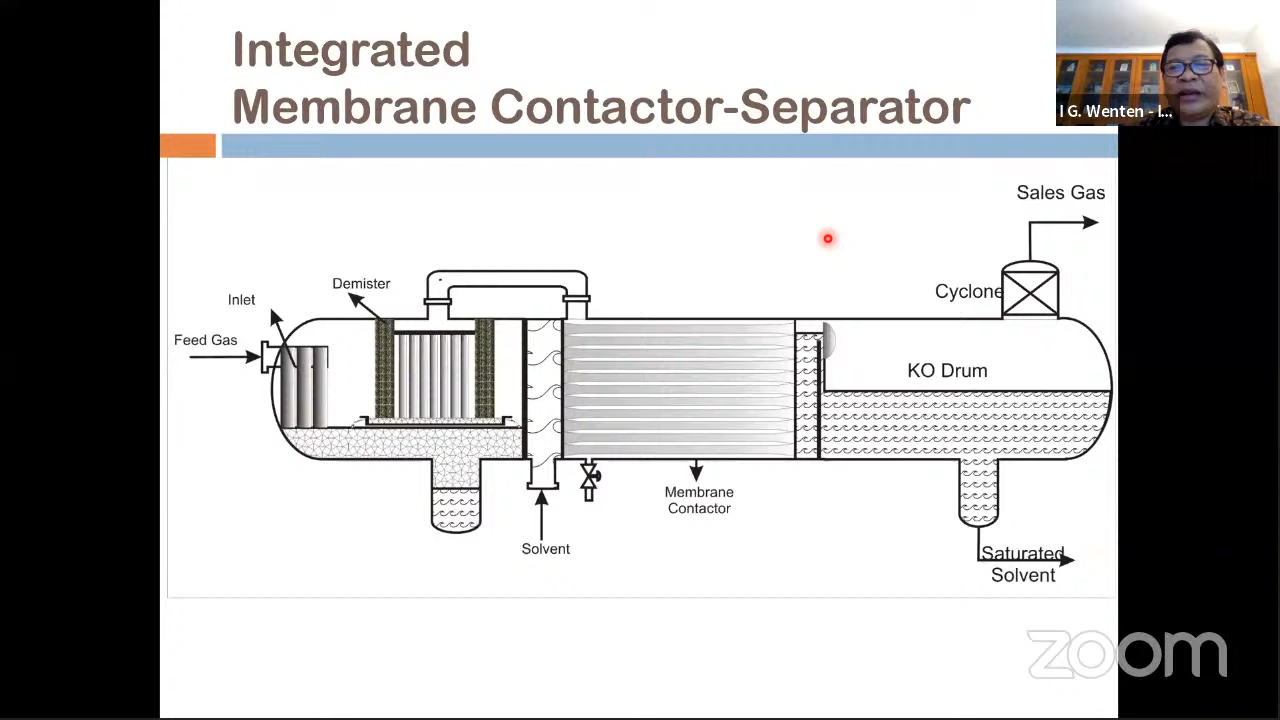 Integrated
Membrane Contactor-Separator
I G. Wenten - I...
Sales Gas
Demister
Inlet
Cyclone
Feed Gas
KO Drum
Membrane
Contactor
Solvent
Saturated
Solvent
zoom